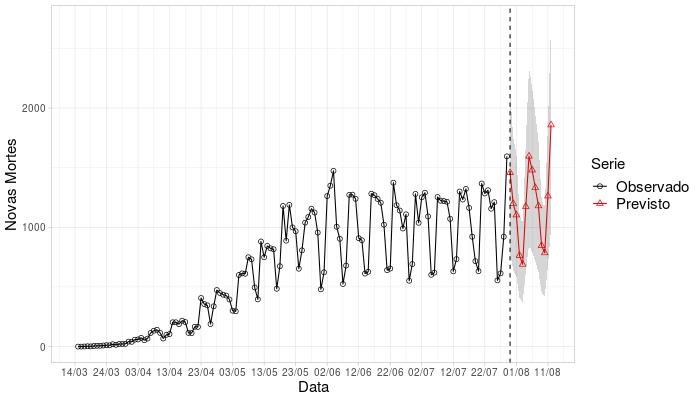 Novas Mortes
2000
1000
0
14/03 24/03 03/04 13/04 23/04 03/05 13/05 23/05 02/06 12/06 22/06 02/07 12/07 22/07 01/08 11/08
Data
Serie
Observado
Previsto